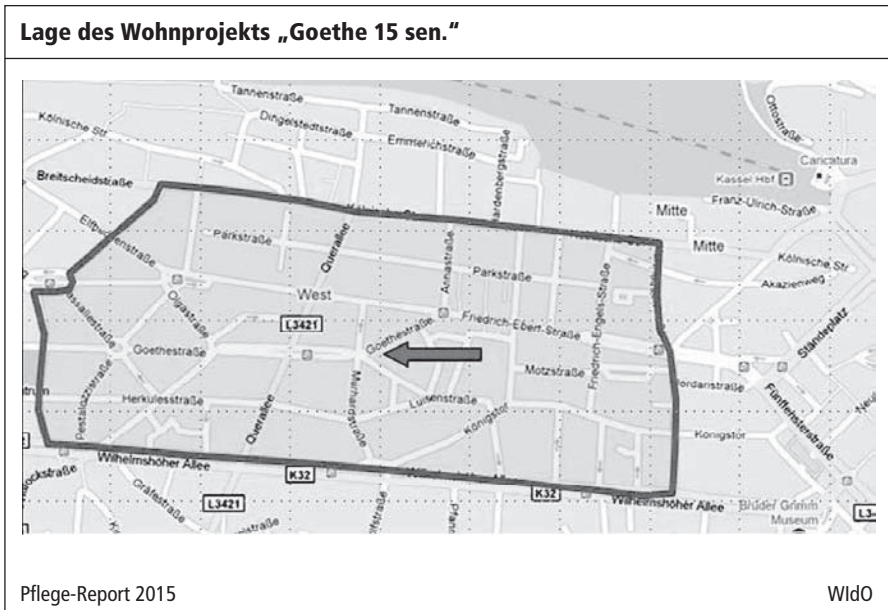 Lage des Wohnprojekts „Goethe 15 sen.“
Tannenstraße
Tannenstraße
Dingelstedtstraße
Emmerichstraße
Kölnische Str.
Ottostraße
Caricatura
Kassel Hbf
Franz-Ulrich-Straße
Breitscheidstraße
Mitte
Mitte
Parkstraße
Querallee
Annastraße
Parkstraße
Kölnische Str
Akazienweg
West
Olgastraße
L3421
Friedrich-Ebert-Straße
Friedrich-Engels-Straße
Ständeplatz
Goethestraße
Goethestraße
Motzstraße
Pestalozzistraße
Herkulesstraße
Querallee
Luisenstraße
Königstor
Königstor
Fünffensterstraße
Wilhelmshöher Allee
K32
K32
Wilhelmshöher Allee
Gräfestraße
L3421
Brüder Grimm
Museum
Pflege-Report 2015
WIdO